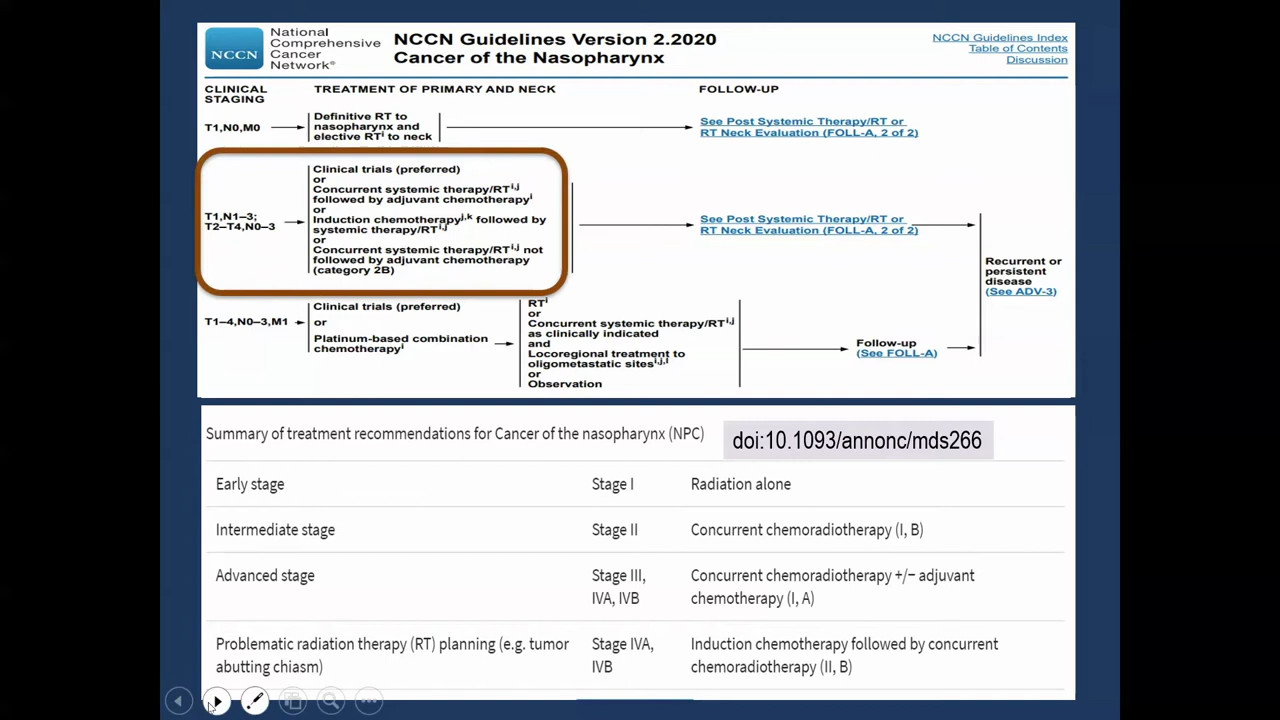 NCCN
National
Comprehensive
Cancer
Network®
NCCN Guidelines Version 2.2020
Cancer of the Nasopharynx
NCCN Guidelines Index
Table of Contents
Discussion
CLINICAL
STAGING
TREATMENT OF PRIMARY AND NECK
FOLLOW-UP
T1,N0,M0
Definitive RT to
nasopharynx and
elective RTi to neck
See Post Systemic Therapy/RT or
RT Neck Evaluation (FOLL-A, 2 of 2)
T1,N1–3;
T2–T4,N0–3
Clinical trials (preferred)
or
Concurrent systemic therapy/RTi,j
followed by adjuvant chemotherapyi
or
Induction chemotherapyj,k followed by
systemic therapy/RTi,j
or
Concurrent systemic therapy/RTi,j not
followed by adjuvant chemotherapy
(category 2B)
See Post Systemic Therapy/RT or
RT Neck Evaluation (FOLL-A, 2 of 2)
Recurrent or
persistent
disease
(See ADV-3)
T1–4,N0–3,M1
Clinical trials (preferred)
or
Platinum-based combination
chemotherapyi
RTi
or
Concurrent systemic therapy/RTi,j
as clinically indicated
and
Locoregional treatment to
oligometastatic sitesi,j,l
or
Observation
Follow-up
(See FOLL-A)
Summary of treatment recommendations for Cancer of the nasopharynx (NPC)
doi:10.1093/annonc/mds266
Early stage
Stage I
Radiation alone
Intermediate stage
Stage II
Concurrent chemoradiotherapy (I, B)
Advanced stage
Stage III,
IVA, IVB
Concurrent chemoradiotherapy +/− adjuvant
chemotherapy (I, A)
Problematic radiation therapy (RT) planning (e.g. tumor
abutting chiasm)
Stage IVA,
IVB
Induction chemotherapy followed by concurrent
chemoradiotherapy (II, B)